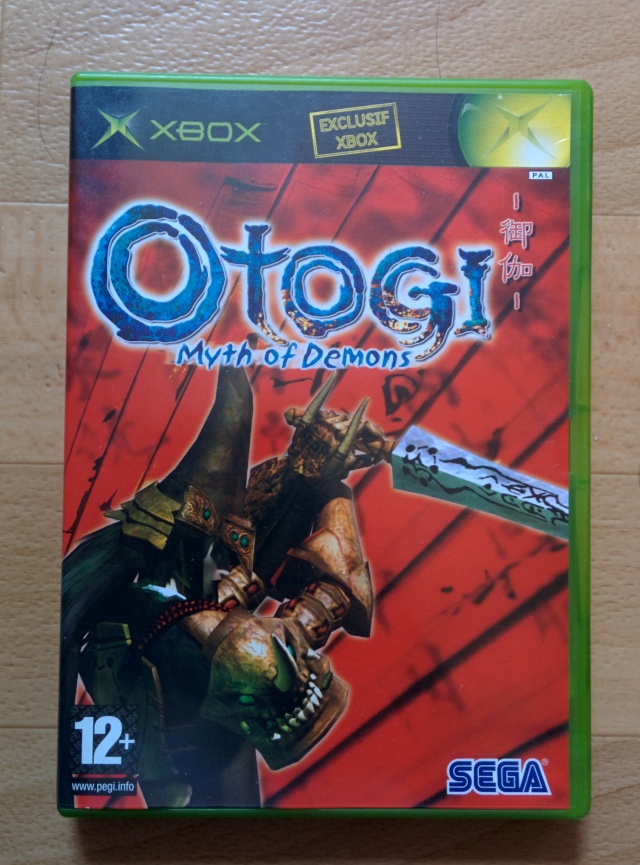 XBOX
EXCLUSIF
XBOX
PAL
Otogi
Myth of Demons
御
伽
12+
www.pegi.info
SEGA®